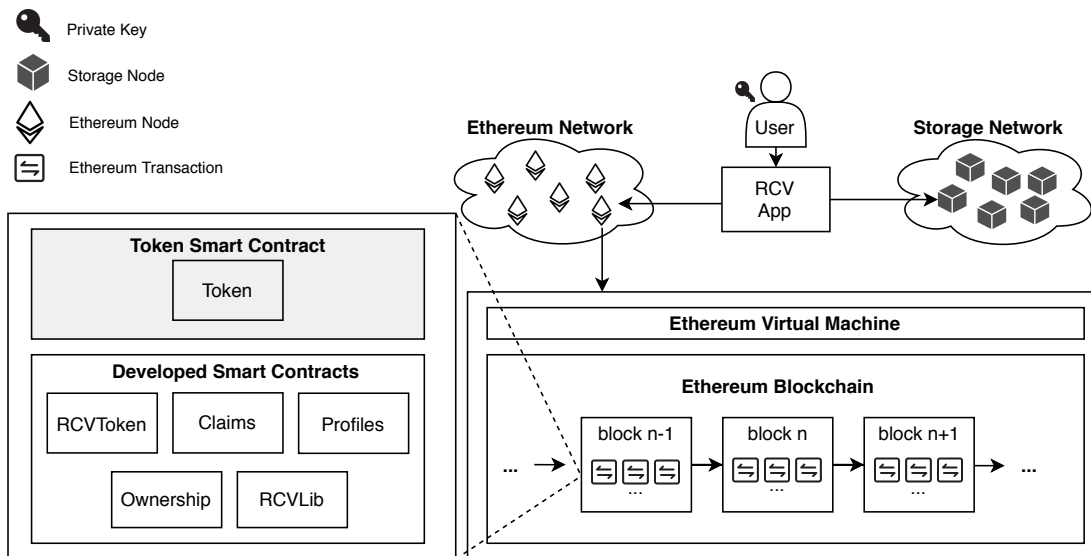 Private Key
Storage Node
Ethereum Node
Ethereum Transaction
Ethereum Network
User
Storage Network
RCV
App
Token Smart Contract
Token
Developed Smart Contracts
RCVToken
Claims
Profiles
Ownership
RCVLib
Ethereum Virtual Machine
Ethereum Blockchain
...
block n-1
...
block n
...
block n+1
...
...